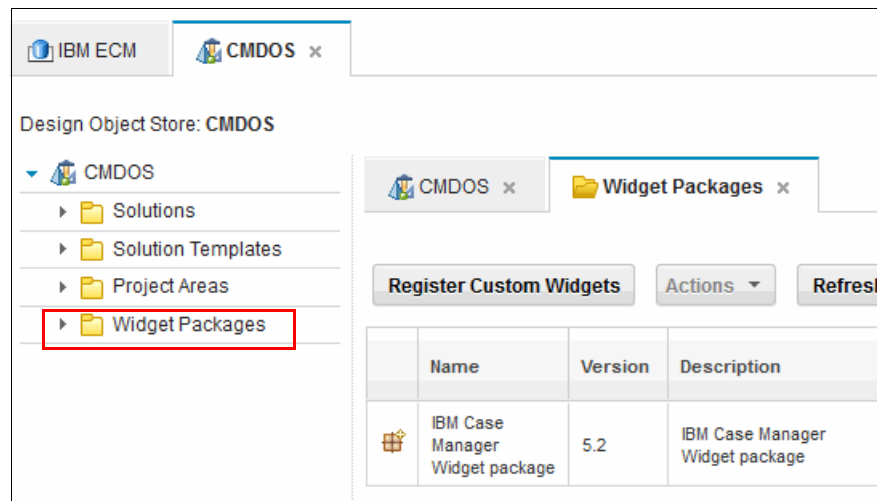 IBM ECM
CMDOS
Design Object Store: CMDOS
CMDOS
Solutions
Solution Templates
Project Areas
Widget Packages
CMDOS
Widget Packages
Register Custom Widgets
Actions
Refresh
Name
Version
Description
IBM Case
Manager
Widget package
5.2
IBM Case Manager
Widget package